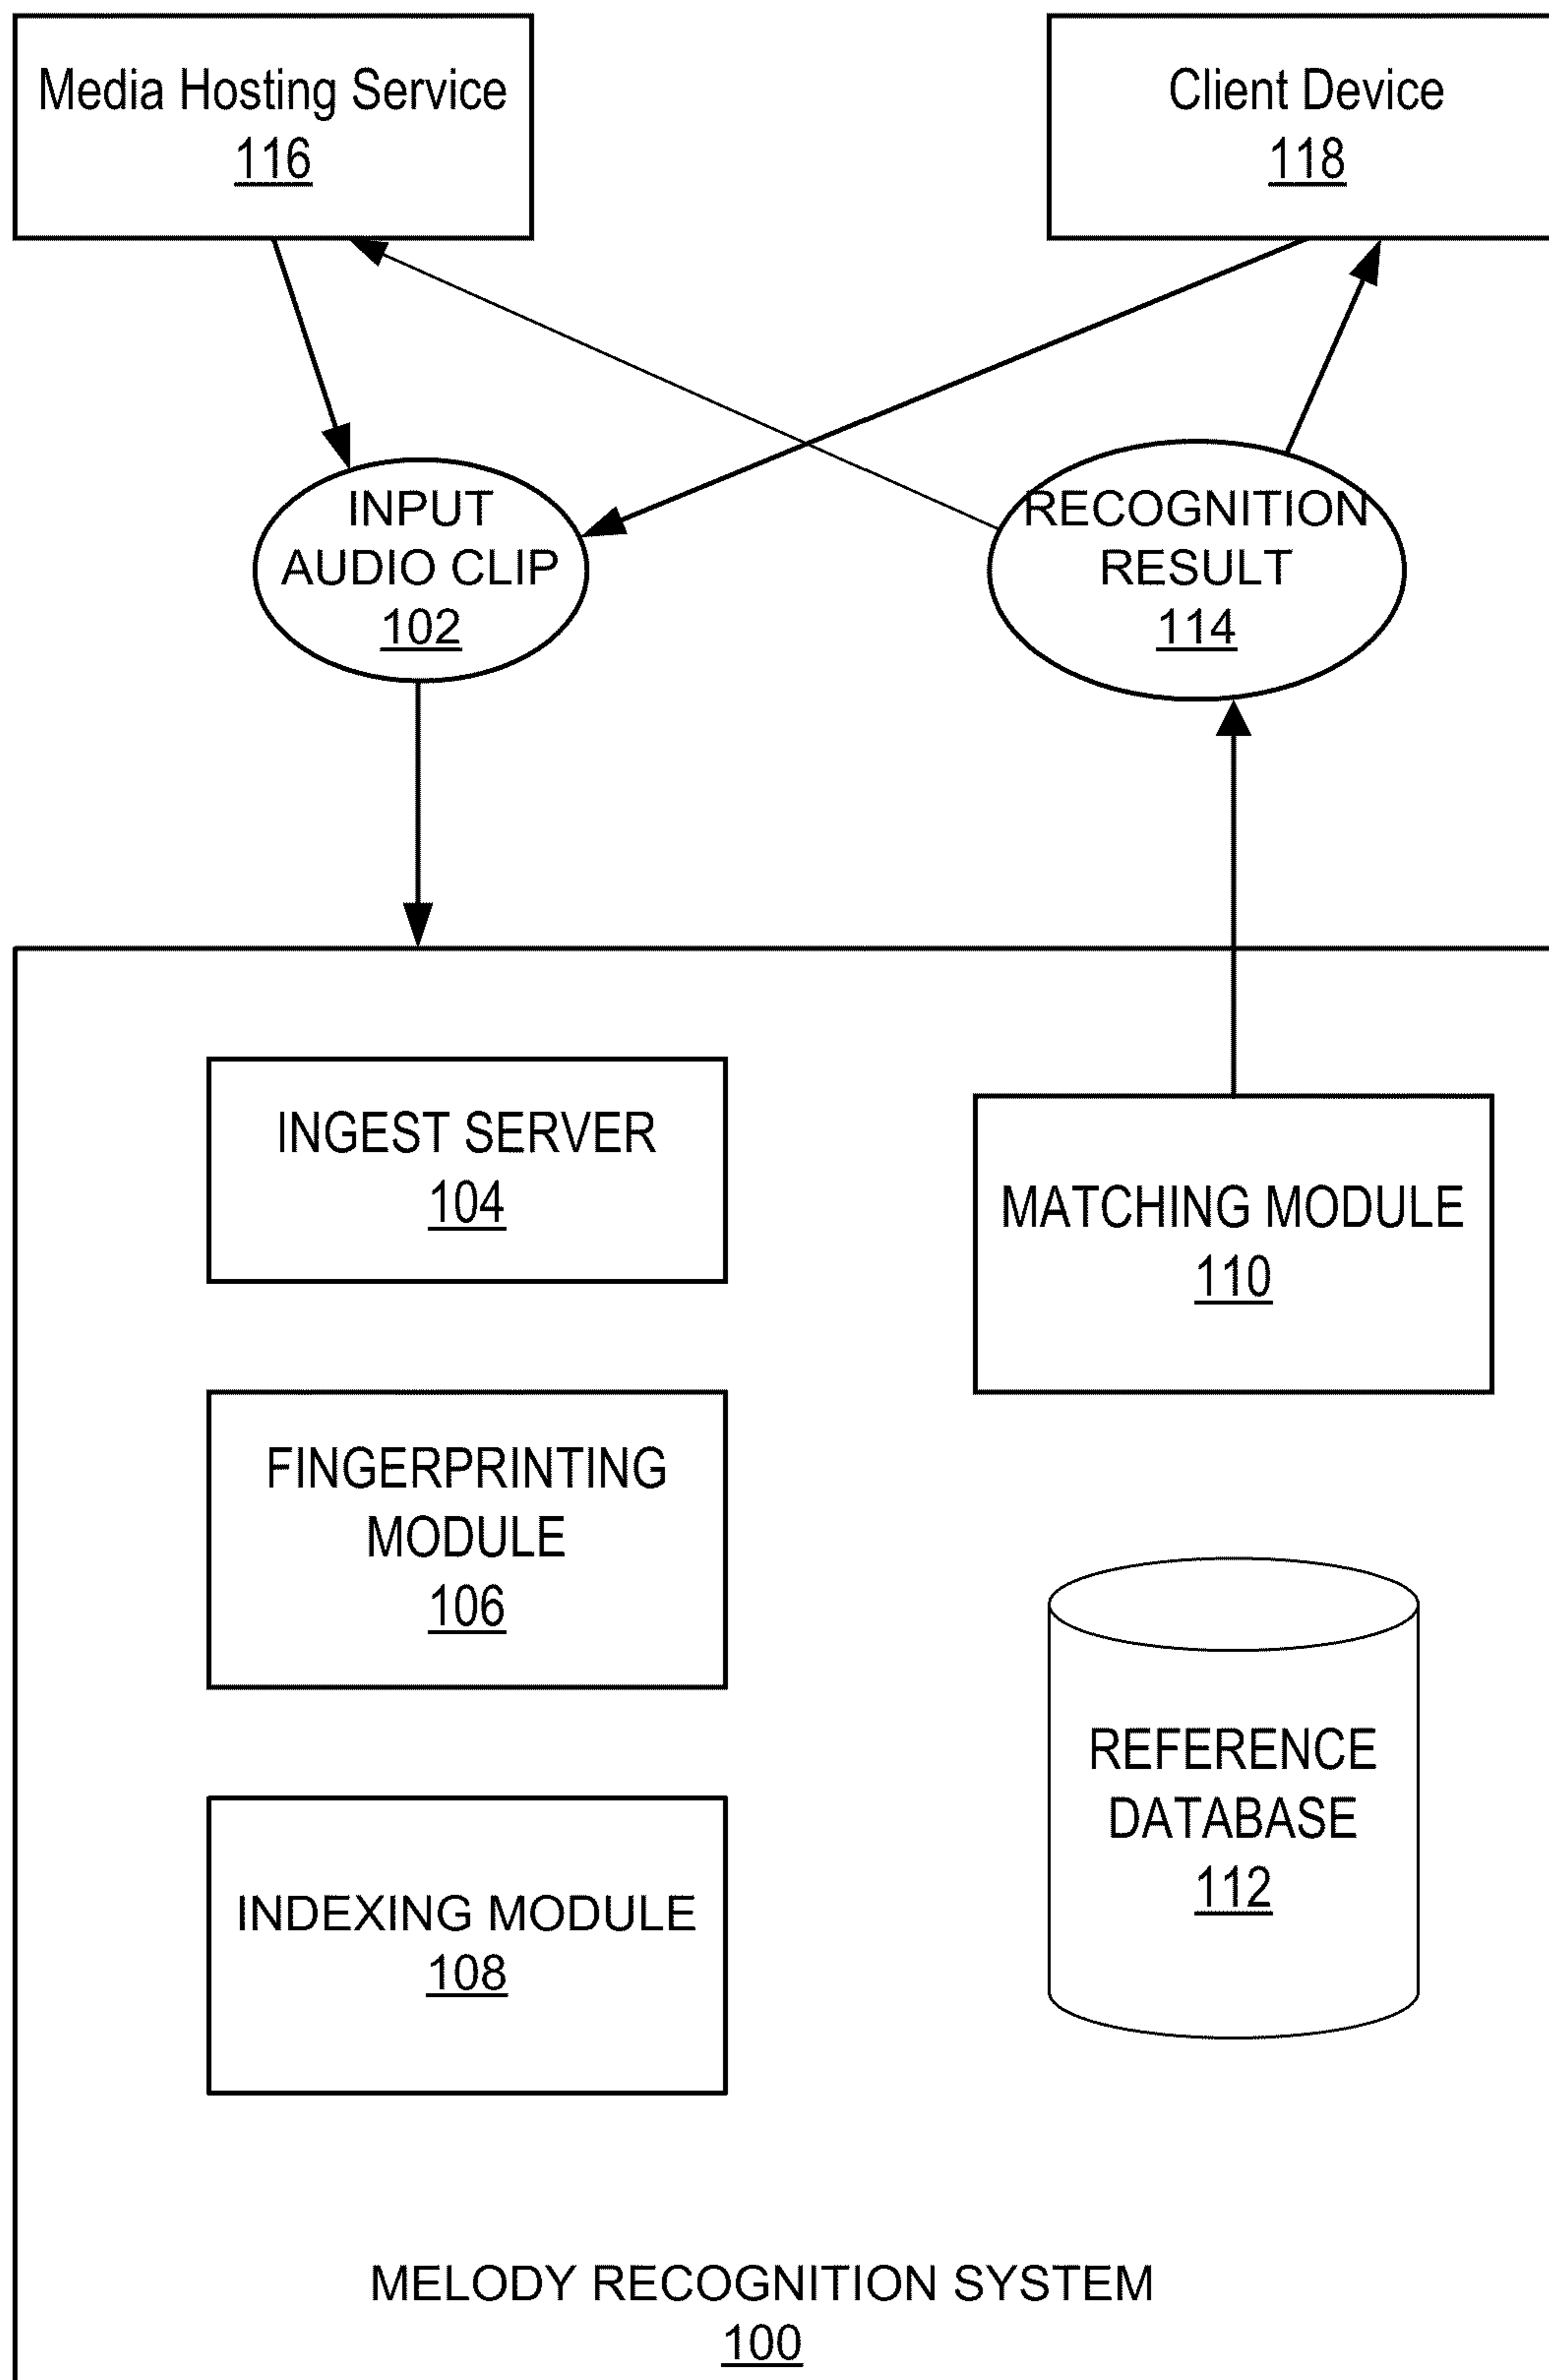 Media Hosting Service
116
Client Device
118
INPUT
AUDIO CLIP
102
RECOGNITION
RESULT
114
INGEST SERVER
104
MATCHING MODULE
110
FINGERPRINTING
MODULE
106
REFERENCE
DATABASE
112
INDEXING MODULE
108
MELODY RECOGNITION SYSTEM
100